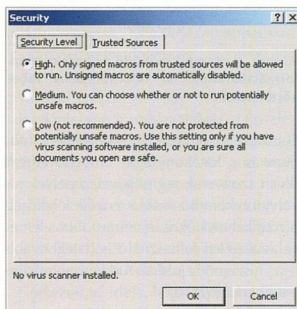 Security
Security Level
Trusted Sources
High. Only signed macros from trusted sources will be allowed
to run. Unsigned macros are automatically disabled.
Medium. You can choose whether or not to run potentially
unsafe macros.
Low (not recommended). You are not protected from
potentially unsafe macros. Use this setting only if you have
virus scanning software installed, or you are sure all
documents you open are safe.
No virus scanner installed.
OK
Cancel